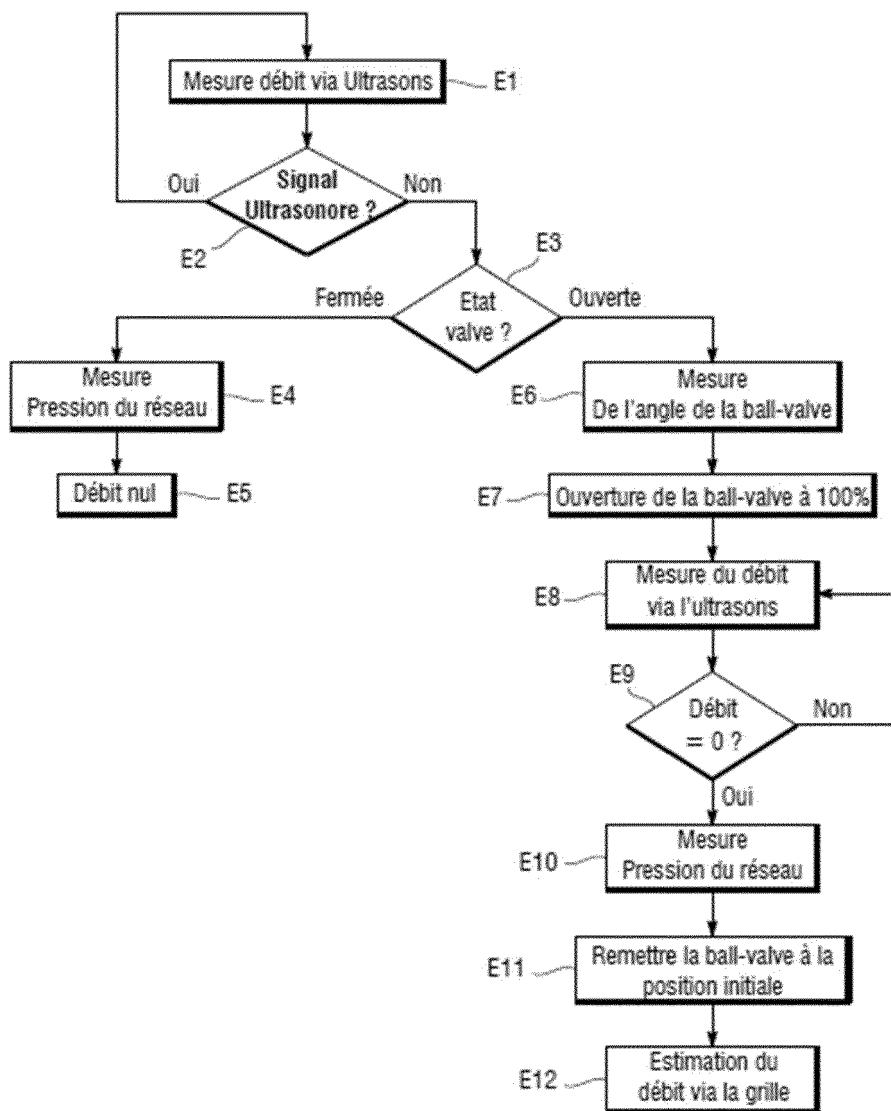 Mesure débit via Ultrasons
E1
Oui
Signal
Ultrasonore ?
Non
E2
E3
Fermée
Etat
valve ?
Ouverte
Mesure
Pression du réseau
E4
E6
Mesure
De l'angle de la ball-valve
Débit nul
E5
E7
Ouverture de la ball-valve à 100%
E8
Mesure du débit
via l'ultrasons
E9
Débit
= 0 ?
Non
Oui
E10
Mesure
Pression du réseau
E11
Remettre la ball-valve à la
position initiale
E12
Estimation du
débit via la grille